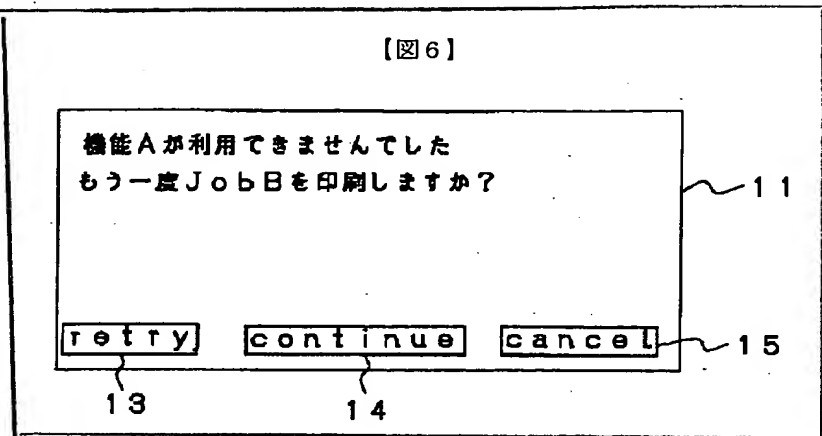 【図6】
機能Aが利用できませんでした
もう一度JobBを印刷しますか?
11
retry
continue
cancel
15
13
14